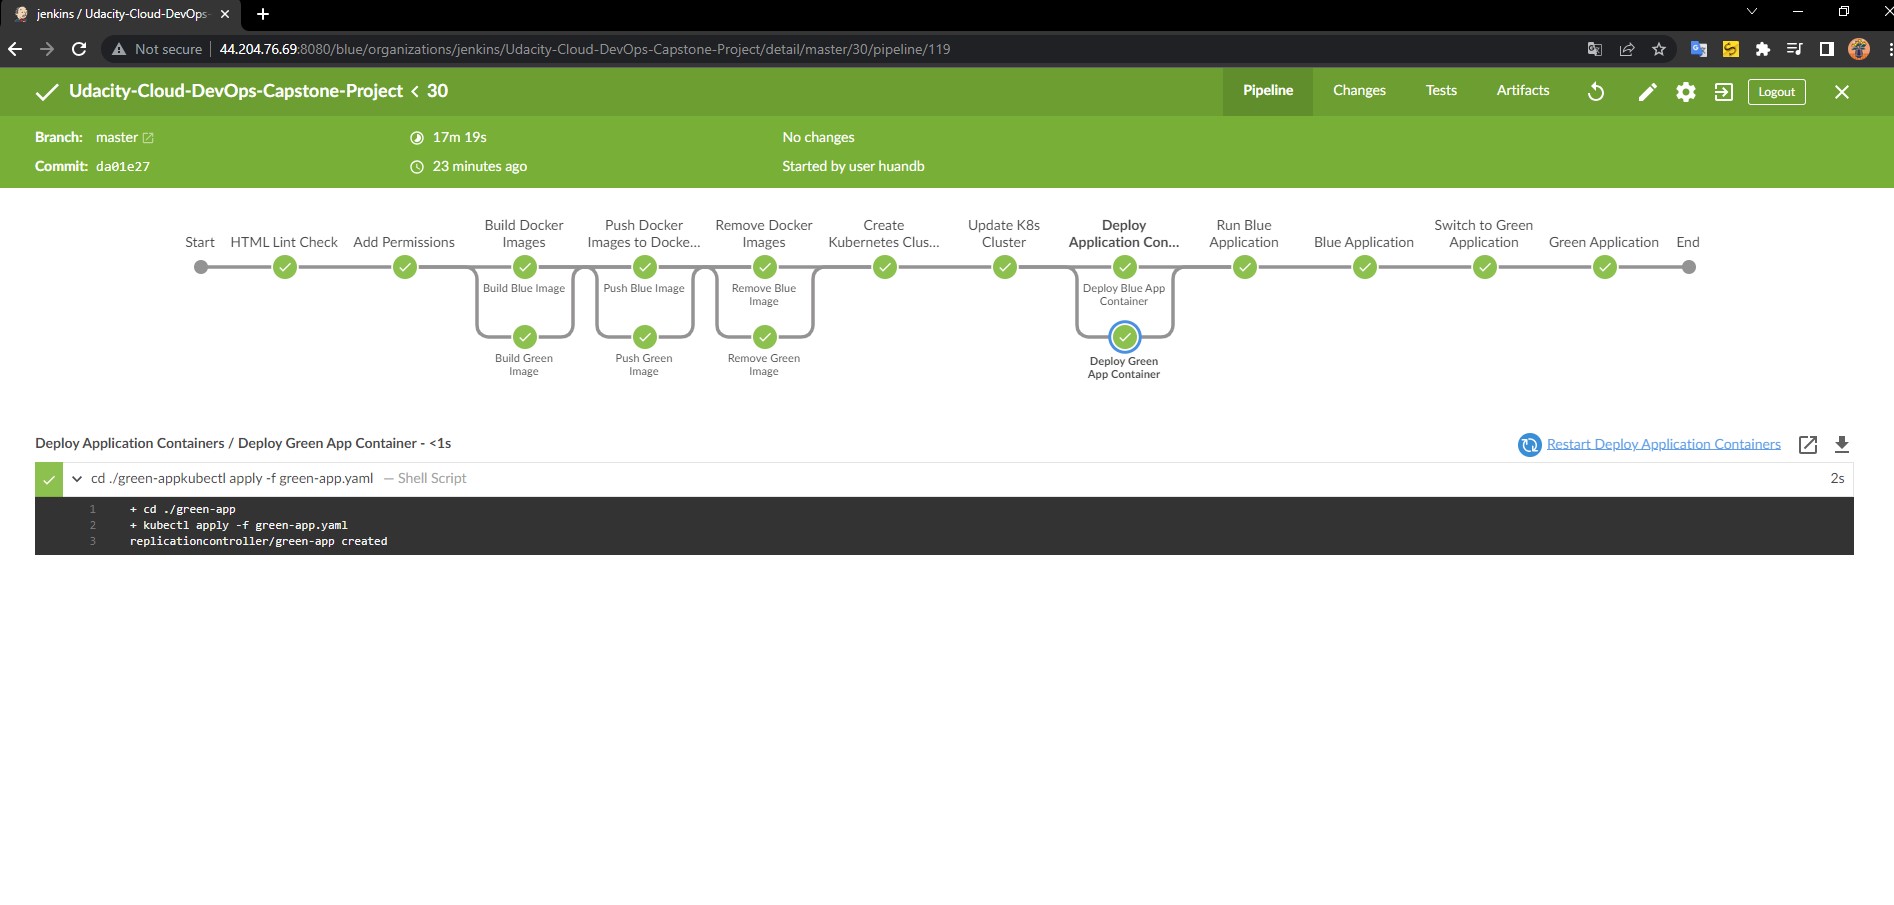 jenkins / Udacity-Cloud-DevOps-
Not secure
44.204.76.69:8080/blue/organizations/jenkins/Udacity-Cloud-DevOps-Capstone-Project/detail/master/30/pipeline/119
Udacity-Cloud-DevOps-Capstone-Project < 30
Pipeline
Changes
Tests
Artifacts
Logout
Branch: master
17m 19s
No changes
Commit: da01e27
23 minutes ago
Started by user huandb
Start
HTML Lint Check
Add Permissions
Build Docker
Images
Push Docker
Images to Docke...
Remove Docker
Images
Create
Kubernetes Clus...
Update K8s
Cluster
Deploy
Application Con...
Run Blue
Application
Blue Application
Switch to Green
Application
Green Application
End
Build Blue Image
Push Blue Image
Remove Blue
Image
Deploy Blue App
Container
Build Green
Image
Push Green
Image
Remove Green
Image
Deploy Green
App Container
Deploy Application Containers / Deploy Green App Container - <1s
Restart Deploy Application Containers
cd ./green-appkubectl apply -f green-app.yaml — Shell Script
2s
1 + cd ./green-app
2 + kubectl apply -f green-app.yaml
3 replicationcontroller/green-app created